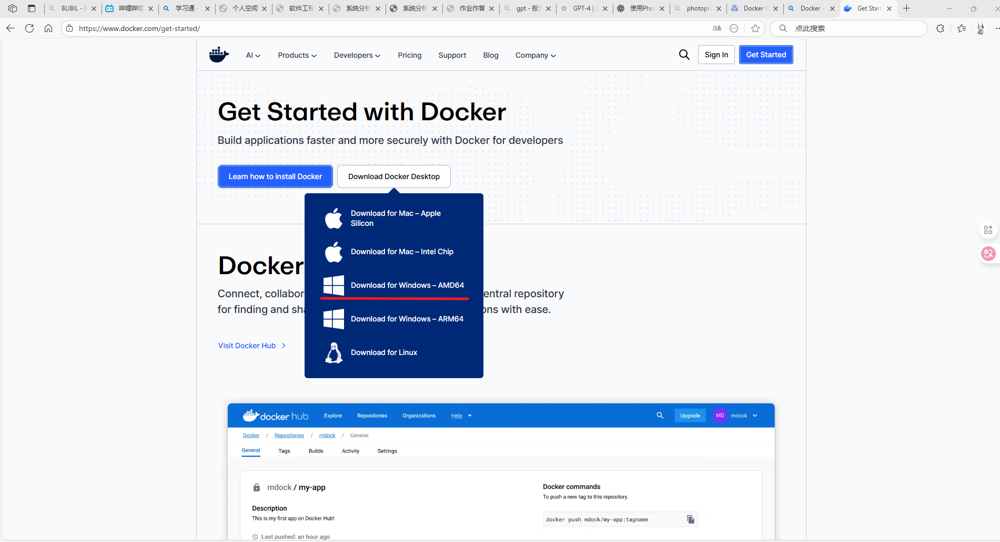 BLIBIL - 搜
哔哩哔哩
学习通 -
个人空间
软件工程
系统分析
系统分析
作业作答
gpt - 搜索
GPT-4 | O
使用Phot
photopri
Docker C
Docker -
Get Start
https://www.docker.com/get-started/
aあ
点此搜索
AI
Products
Developers
Pricing
Support
Blog
Company
Sign In
Get Started
Get Started with Docker
Build applications faster and more securely with Docker for developers
Learn how to install Docker
Download Docker Desktop
Download for Mac – Apple
Silicon
Download for Mac – Intel Chip
Download for Windows – AMD64
Download for Windows – ARM64
Download for Linux
Docker
Connect, collabor
entral repository
for finding and sha
ons with ease.
Visit Docker Hub
docker hub
Explore
Repositories
Organizations
Help
Upgrade
MD
mdock
Docker / Repositories / mdock / General
General
Tags
Builds
Activity
Settings
mdock / my-app
Description
This is my first app on Docker Hub!
Last pushed: an hour ago
Docker commands
To push a new tag to this repository.
docker push mdock/my-app:tagname